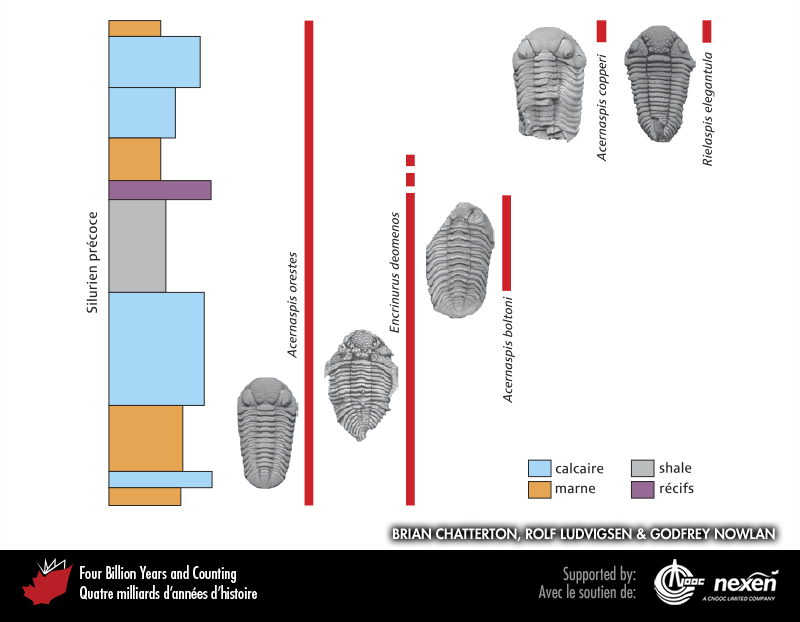 Silurien précoce
Acernaspis orestes
Encrinurus deomenos
Acernaspis boltoni
Acernaspis copperi
Rielaspis elegantula
calcaire
shale
marne
récifs
BRIAN CHATTERTON, ROLF LUDVIGSEN & GODFREY NOWLAN
Four Billion Years and Counting
Quatre milliards d'années d'histoire
Supported by:
Avec le soutien de:
CNOOC
nexen
A CNOOC LIMITED COMPANY